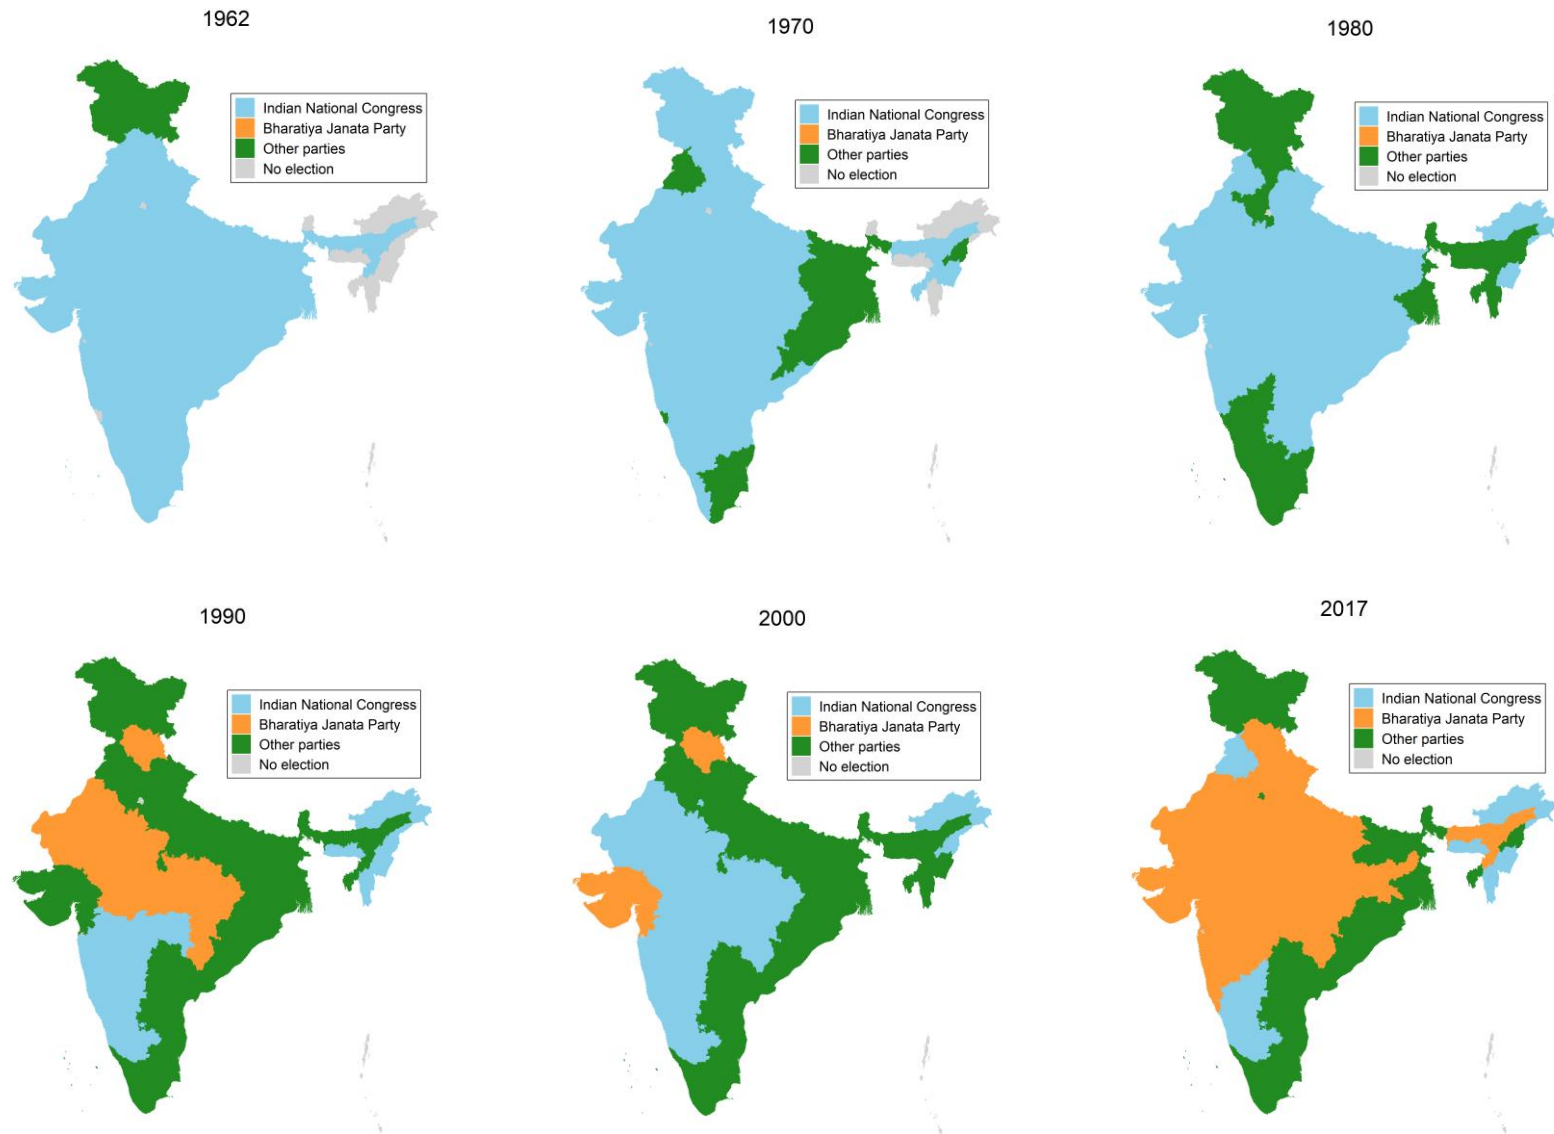 1962
Indian National Congress
Bharatiya Janata Party
Other parties
No election
1970
Indian National Congress
Bharatiya Janata Party
Other parties
No election
1980
Indian National Congress
Bharatiya Janata Party
Other parties
No election
1990
Indian National Congress
Bharatiya Janata Party
Other parties
No election
2000
Indian National Congress
Bharatiya Janata Party
Other parties
No election
2017
Indian National Congress
Bharatiya Janata Party
Other parties
No election